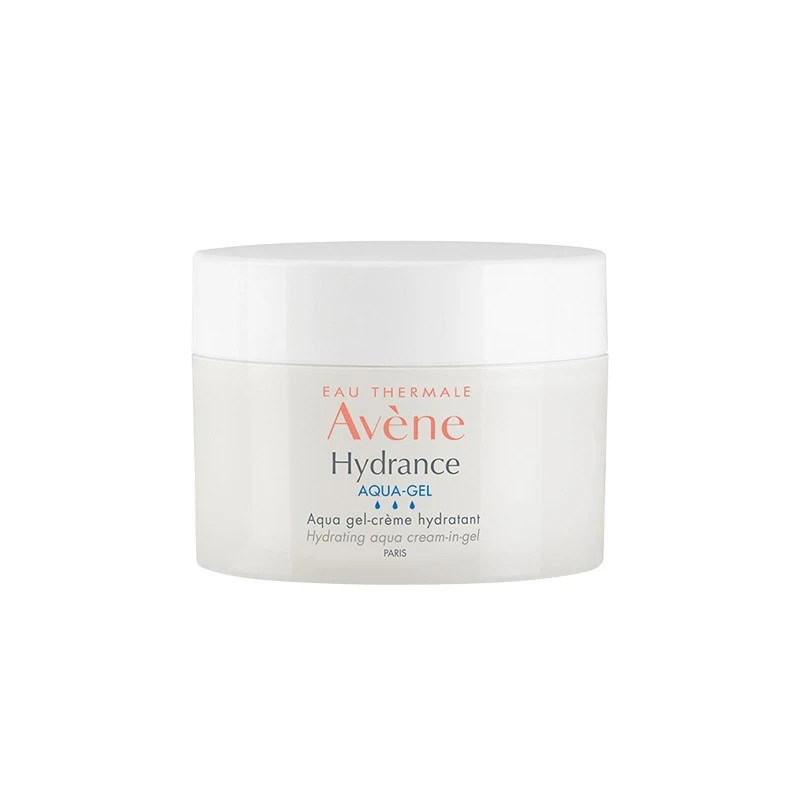 EAU THERMALE
Avène
Hydrance
AQUA-GEL
Aqua gel-crème hydratant
Hydrating aqua cream-in-gel
PARIS